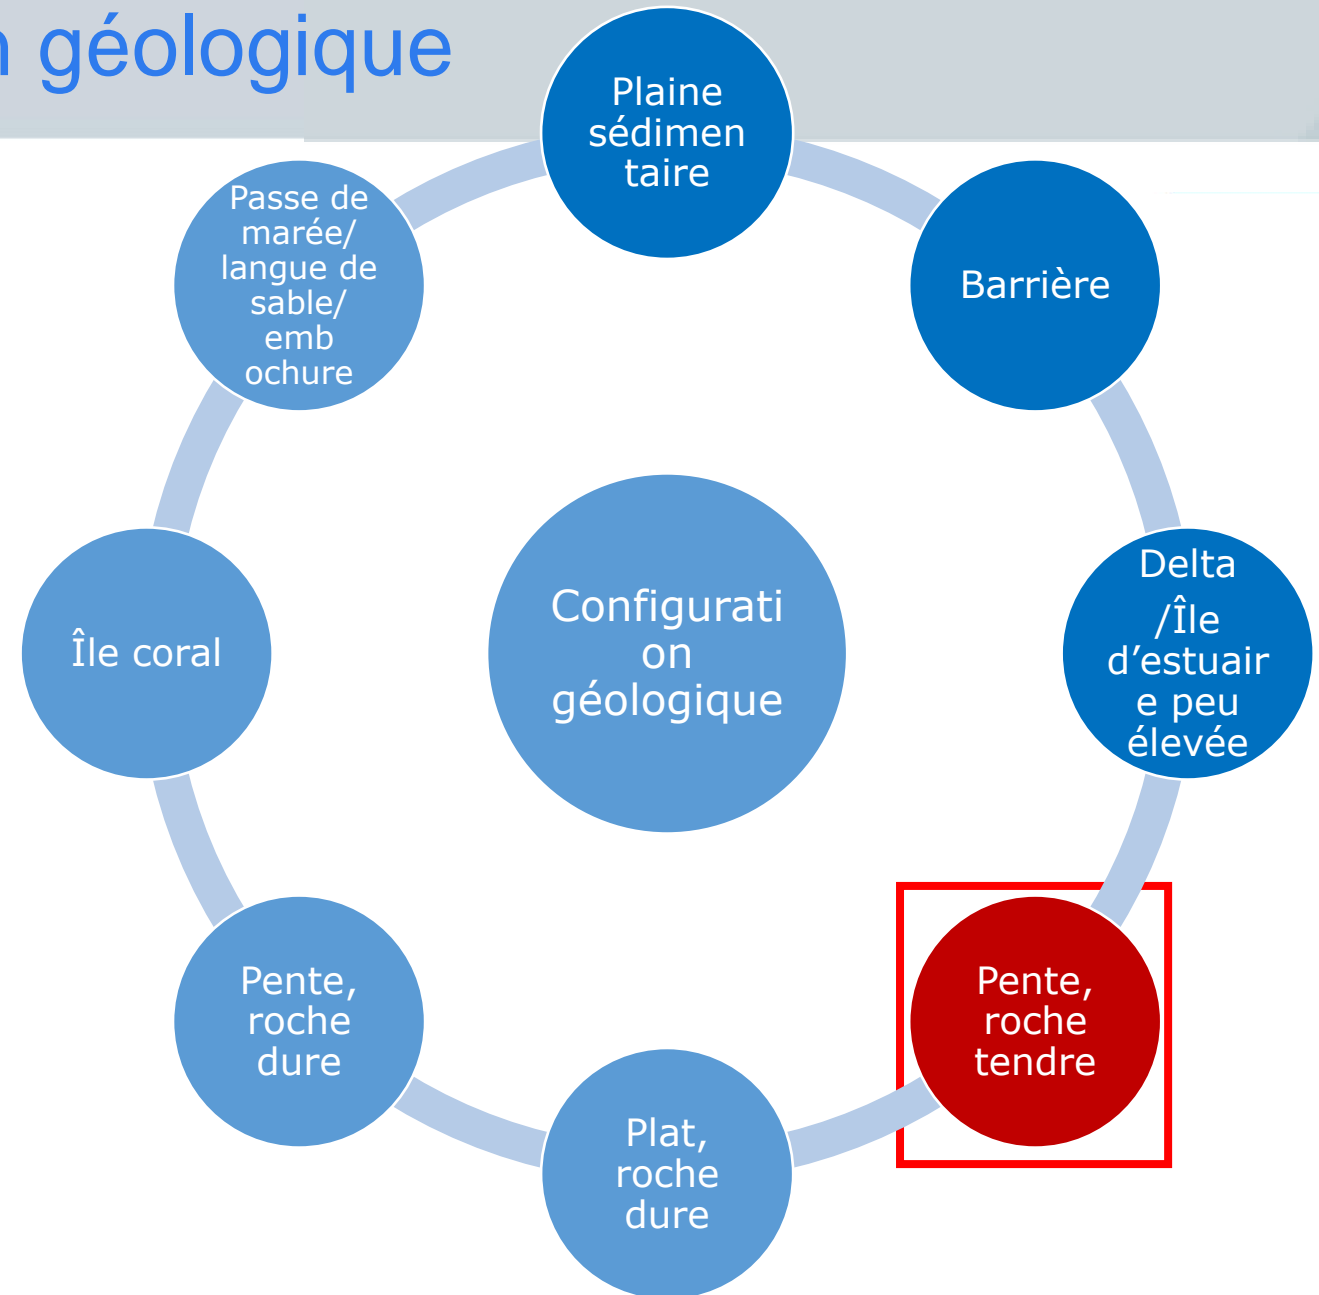 n géologique
Plaine
sédimen
taire
Barrière
Delta
/Île
d’estuair
e peu
élevée
Pente,
roche
tendre
Plat,
roche
dure
Pente,
roche
dure
Île coral
Passe de
marée/
langue de
sable/
emb
ochure
Configurati
on
géologique